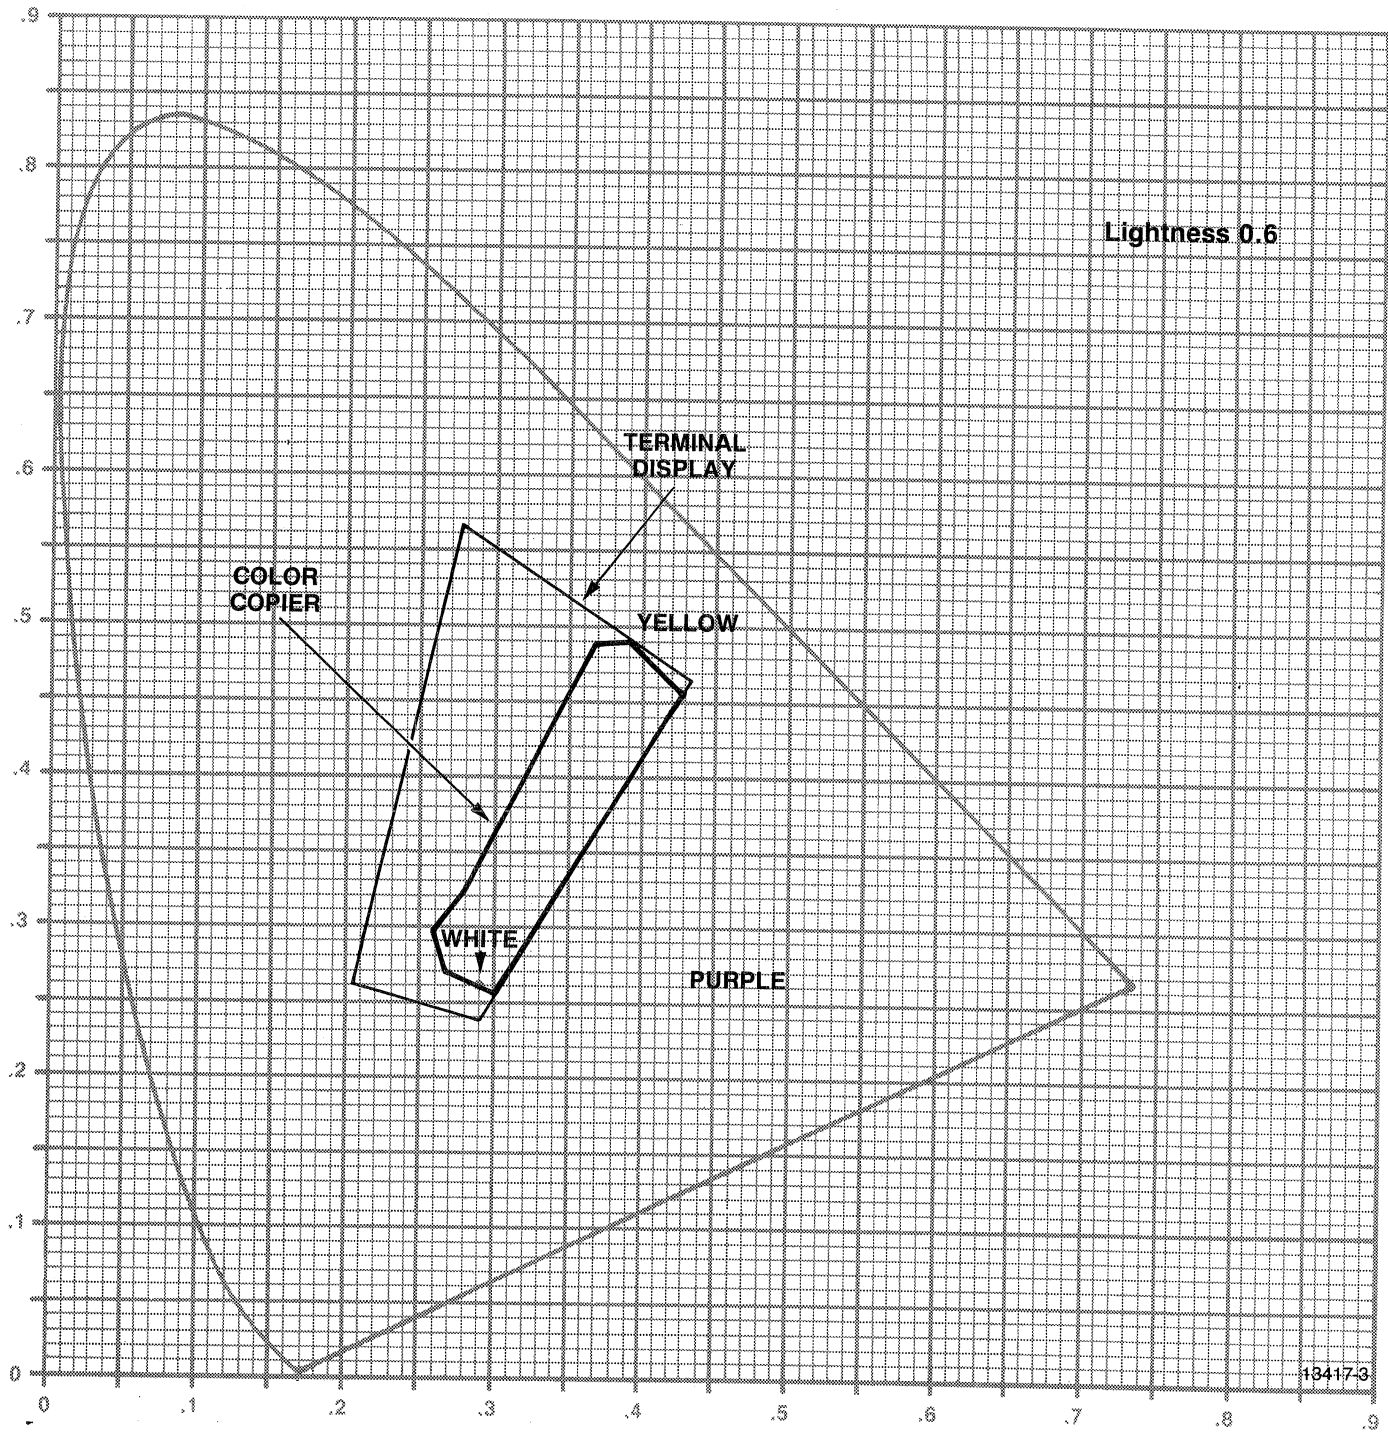 .9
.8
Lightness 0.6
.7
TERMINAL
DISPLAY
.6
COLOR
COPIER
.5
YELLOW
.4
.3
WHITE
PURPLE
.2
.1
0
13417-3
0
.1
.2
.3
.4
.5
.6
.7
.8
.9